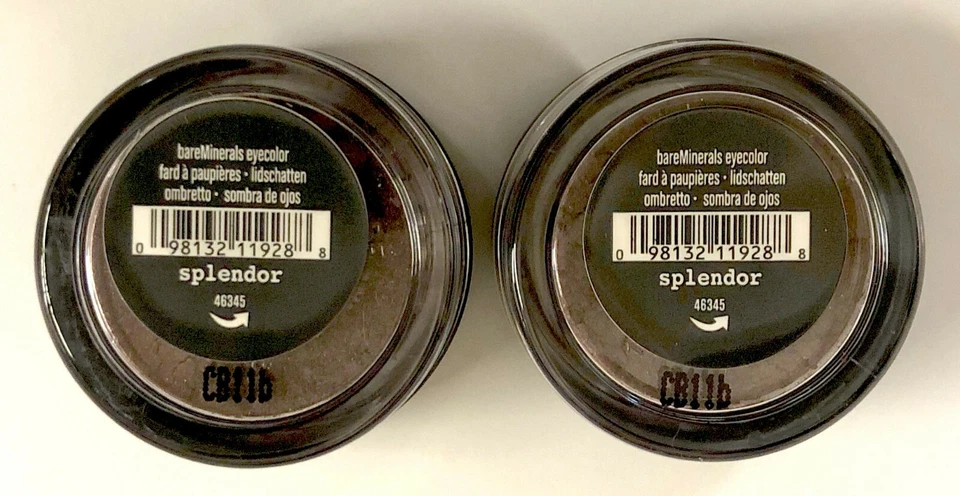 bareMinerals eyecolor
fard à paupières • lidschatten
ombretto • sombra de ojos
0 98132 11928 8
splendor
46345
CB11b
bareMinerals eyecolor
fard à paupières • lidschatten
ombretto • sombra de ojos
0 98132 11928 8
splendor
46345
CB11b